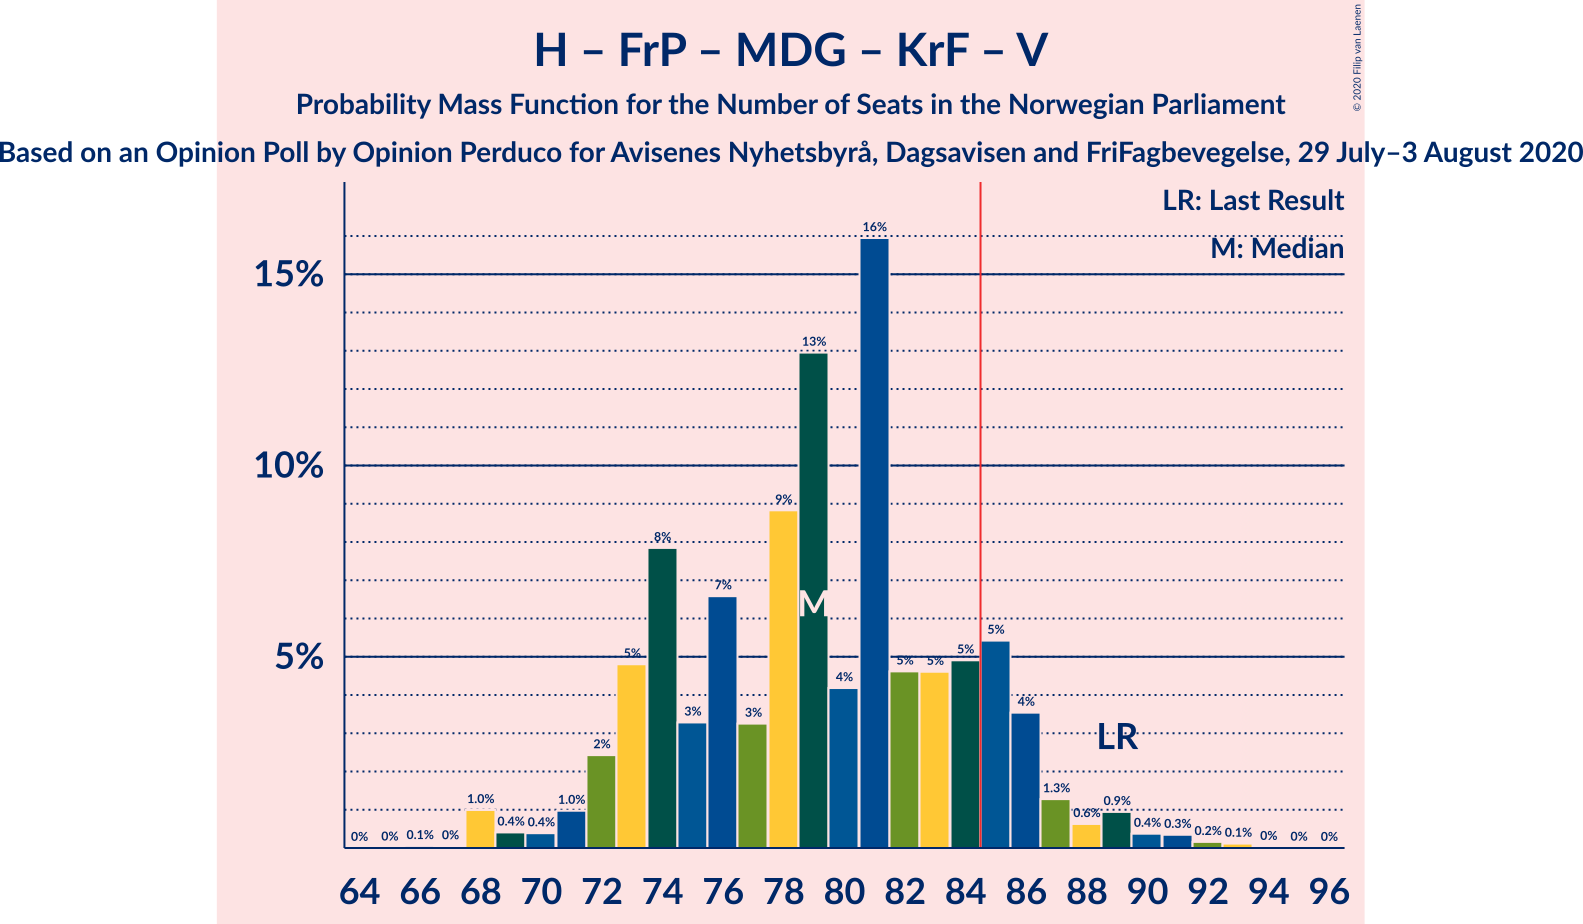 H – FrP – MDG – KrF – V
Probability Mass Function for the Number of Seats in the Norwegian Parliament
Based on an Opinion Poll by Opinion Perduco for Avisenes Nyhetsbyrå, Dagsavisen and FriFagbevegelse, 29 July–3 August 2020
© 2020 Filip van Laenen
LR: Last Result
M: Median
15%
10%
5%
0% 0% 0.1% 0% 1.0% 0.4% 0.4% 1.0% 2% 5% 8% 3% 7% 3% 9% 13% 4% 16% 5% 5% 5% 5% 4% 1.3% 0.6% 0.9% 0.4% 0.3% 0.2% 0.1% 0% 0% 0%
M
LR
64 66 68 70 72 74 76 78 80 82 84 86 88 90 92 94 96